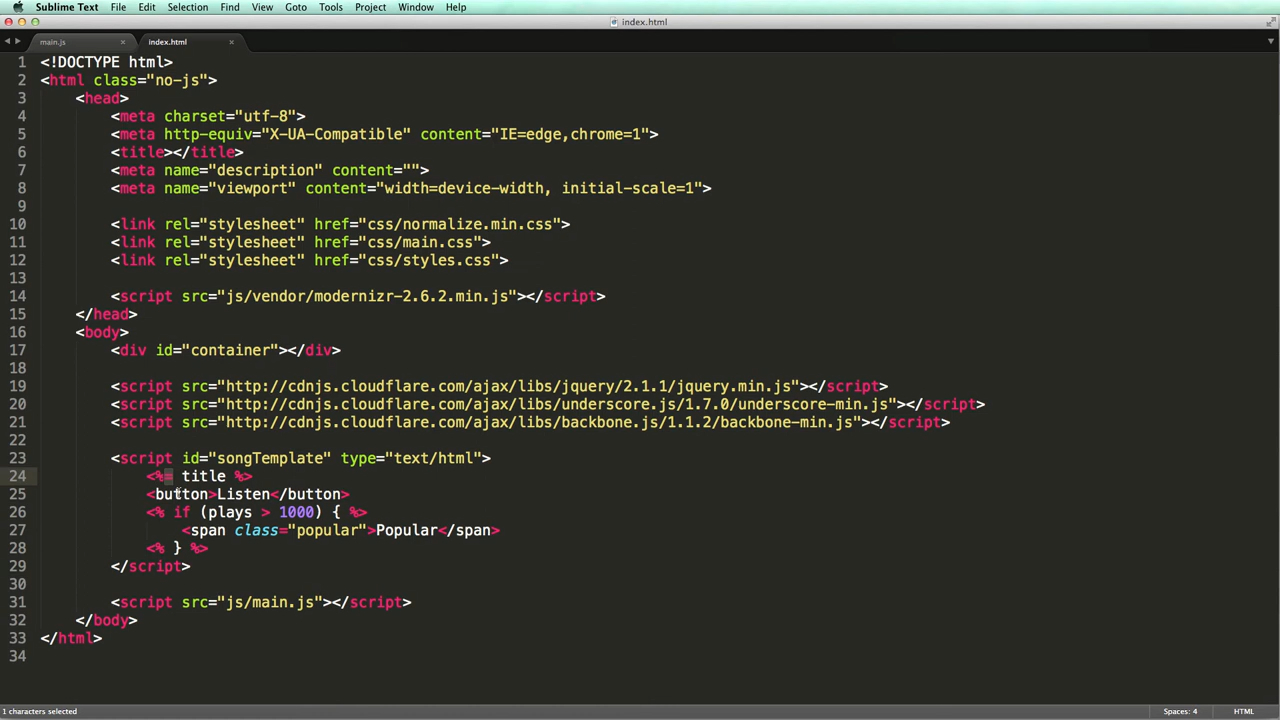 Sublime Text File Edit Selection Find View Goto Tools Project Window Help
index.html
main.js × index.html ×
1 <!DOCTYPE html>
2 <html class="no-js">
3 <head>
4 <meta charset="utf-8">
5 <meta http-equiv="X-UA-Compatible" content="IE=edge,chrome=1">
6 <title></title>
7 <meta name="description" content="">
8 <meta name="viewport" content="width=device-width, initial-scale=1">
9
10 <link rel="stylesheet" href="css/normalize.min.css">
11 <link rel="stylesheet" href="css/main.css">
12 <link rel="stylesheet" href="css/styles.css">
13
14 <script src="js/vendor/modernizr-2.6.2.min.js"></script>
15 </head>
16 <body>
17 <div id="container"></div>
18
19 <script src="http://cdnjs.cloudflare.com/ajax/libs/jquery/2.1.1/jquery.min.js"></script>
20 <script src="http://cdnjs.cloudflare.com/ajax/libs/underscore.js/1.7.0/underscore-min.js"></script>
21 <script src="http://cdnjs.cloudflare.com/ajax/libs/backbone.js/1.1.2/backbone-min.js"></script>
22
23 <script id="songTemplate" type="text/html">
24 <%= title %>
25 <button>Listen</button>
26 <% if (plays > 1000) { %>
27 <span class="popular">Popular</span>
28 <% } %>
29 </script>
30
31 <script src="js/main.js"></script>
32 </body>
33 </html>
34
1 characters selected Spaces: 4 HTML